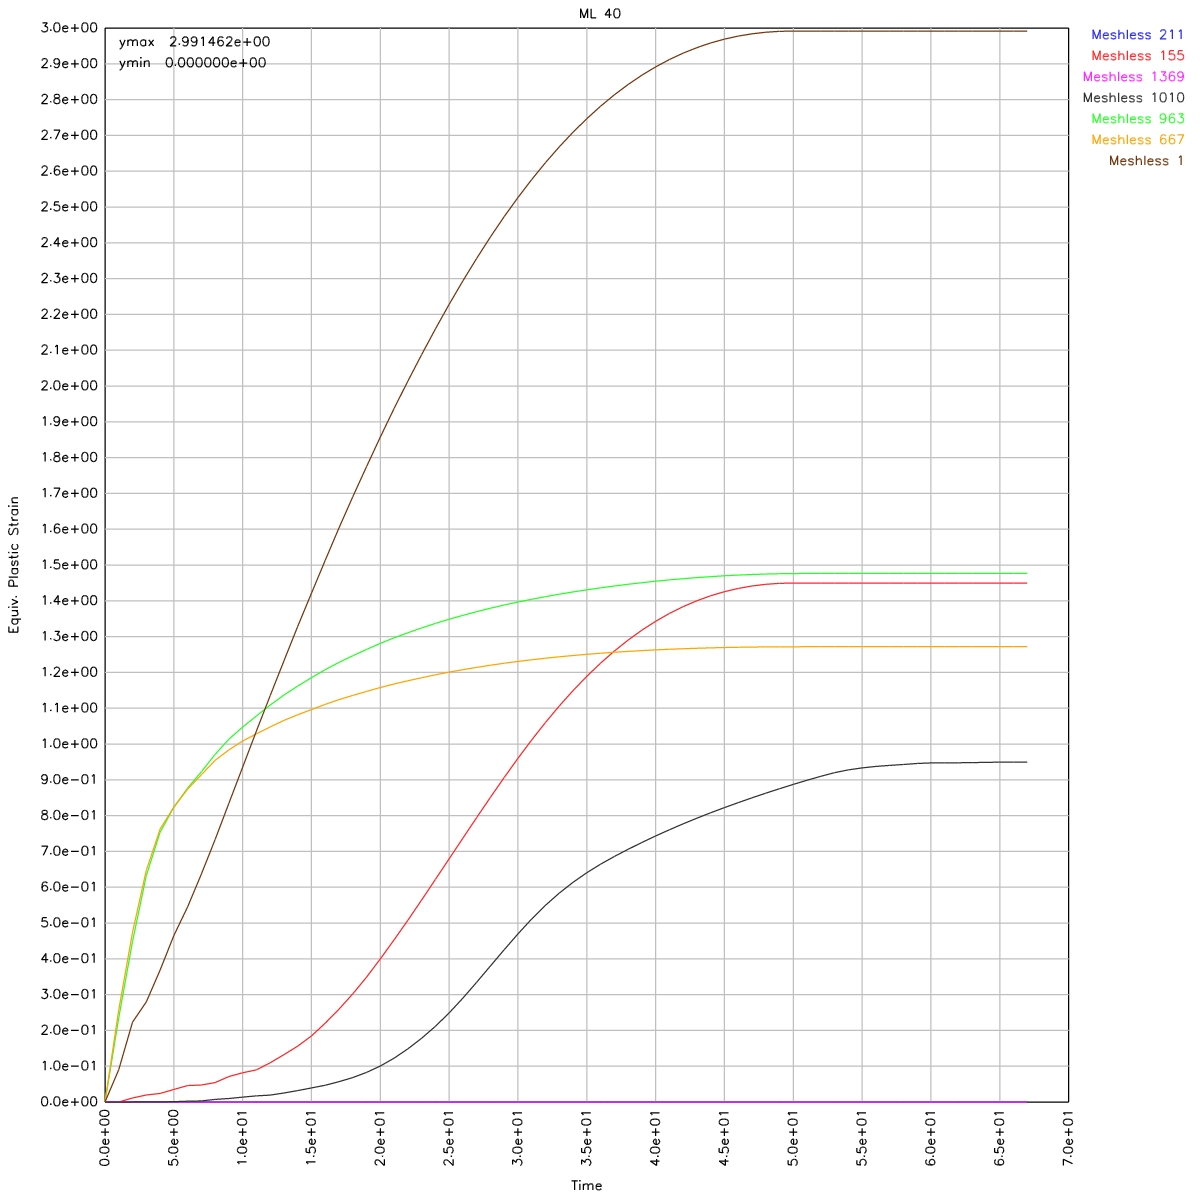 ML 40
ymax 2.991462e+00
ymin 0.000000e+00
Meshless 211
Meshless 155
Meshless 1369
Meshless 1010
Meshless 963
Meshless 667
Meshless 1
3.0e+00
2.9e+00
2.8e+00
2.7e+00
2.6e+00
2.5e+00
2.4e+00
2.3e+00
2.2e+00
2.1e+00
2.0e+00
1.9e+00
1.8e+00
1.7e+00
1.6e+00
1.5e+00
1.4e+00
1.3e+00
1.2e+00
1.1e+00
1.0e+00
9.0e-01
8.0e-01
7.0e-01
6.0e-01
5.0e-01
4.0e-01
3.0e-01
2.0e-01
1.0e-01
0.0e+00
Equiv. Plastic Strain
0.0e+00
5.0e+00
1.0e+01
1.5e+01
2.0e+01
2.5e+01
3.0e+01
3.5e+01
4.0e+01
4.5e+01
5.0e+01
5.5e+01
6.0e+01
6.5e+01
7.0e+01
Time